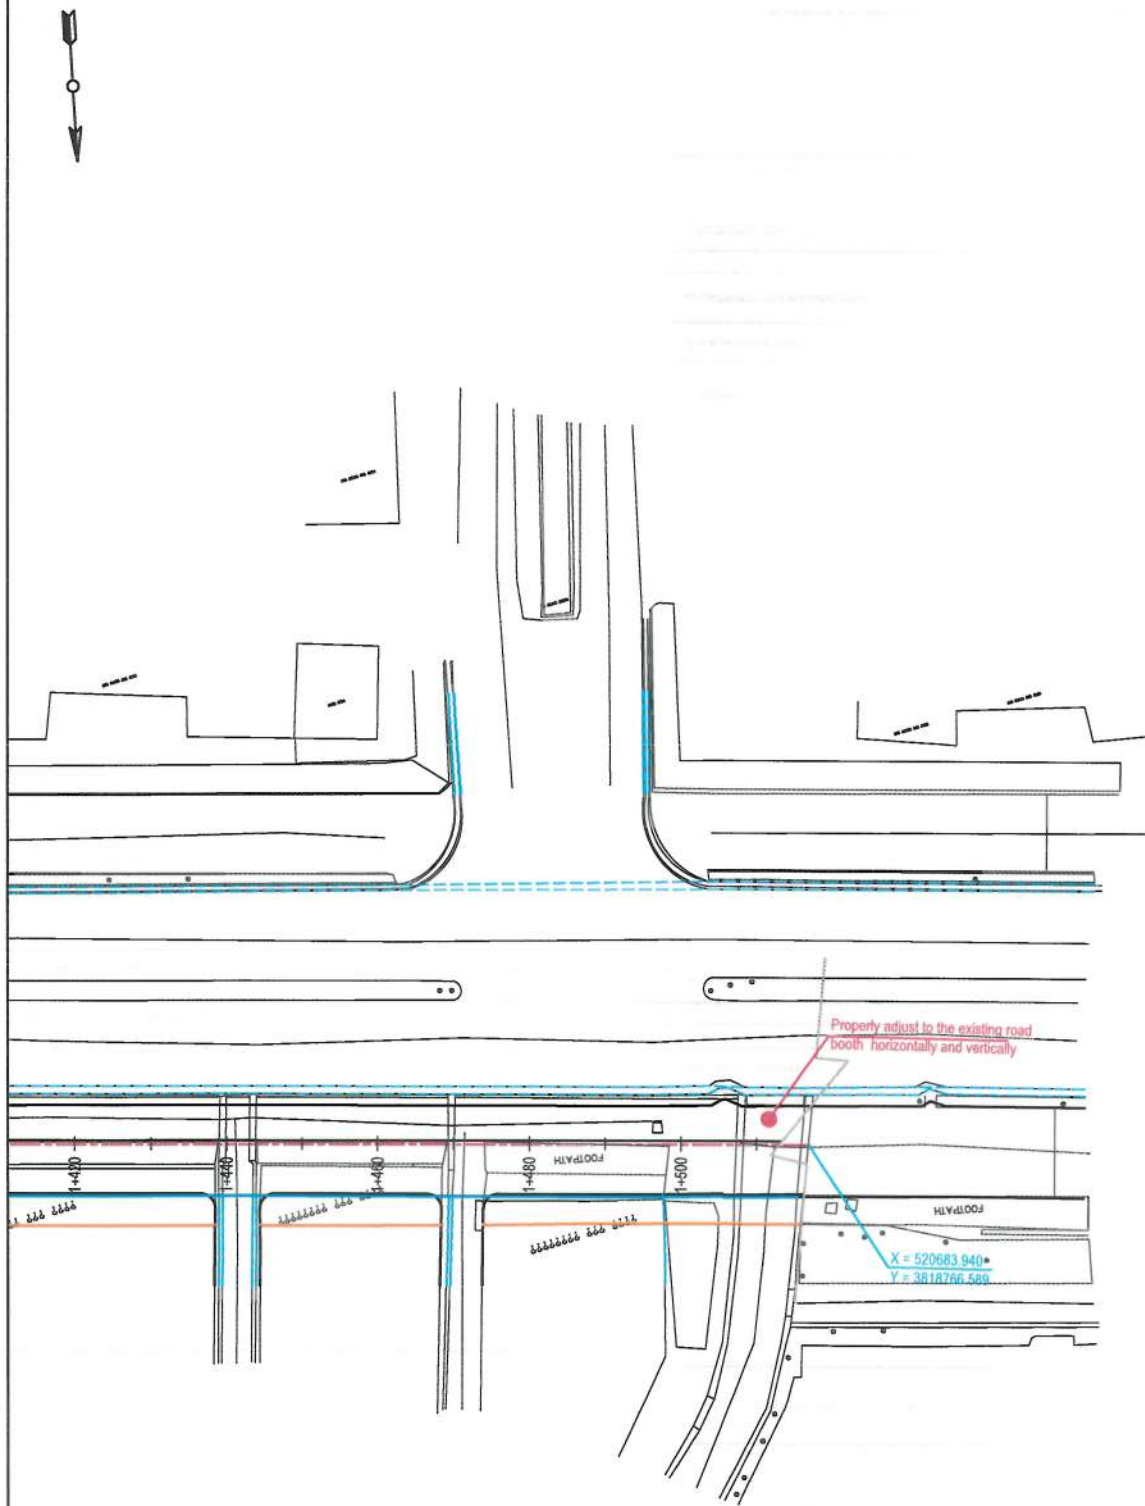 Properly adjust to the existing road
booth horizontally and vertically
1+420
1+440
1+460
1+480
1+500
FOOTPATH
FOOTPATH
X = 520683.940
Y = 3818766.589